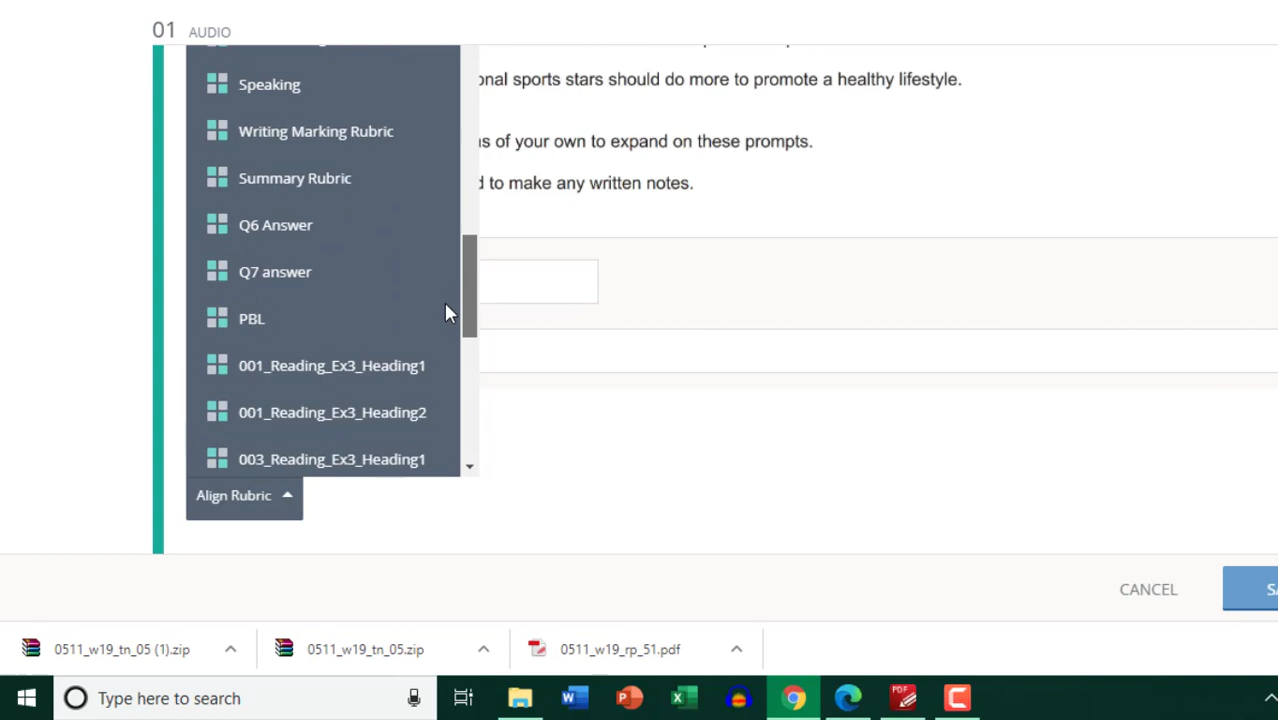 01 AUDIO
onal sports stars should do more to promote a healthy lifestyle.
Speaking
Writing Marking Rubric
s of your own to expand on these prompts.
Summary Rubric
d to make any written notes.
Q6 Answer
Q7 answer
PBL
001_Reading_Ex3_Heading1
001_Reading_Ex3_Heading2
003_Reading_Ex3_Heading1
Align Rubric
CANCEL
SA
0511_w19_tn_05 (1).zip
0511_w19_tn_05.zip
0511_w19_rp_51.pdf
Type here to search